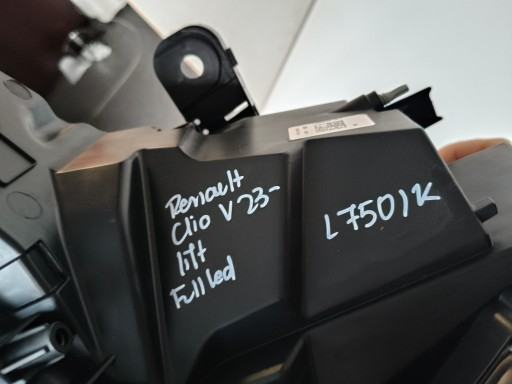 Renault
Clio V 23-
lift
Full led
L7501K